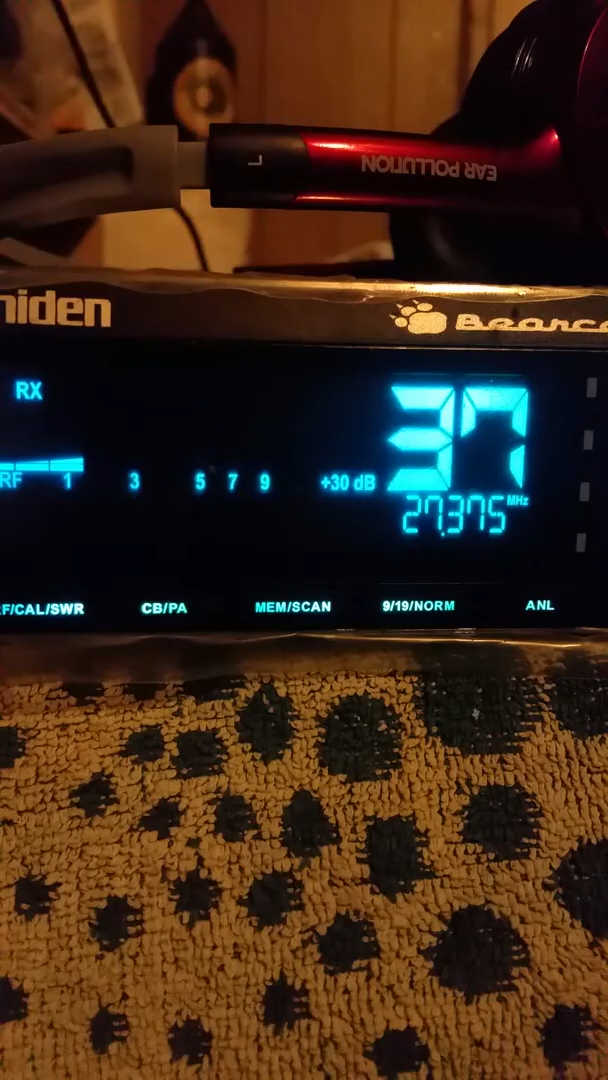 L
EAR POLLUTION
niden
Bearca
RX
37
RF 1 3 5 7 9 +30 dB
27.375 MHz
F/CAL/SWR CB/PA MEM/SCAN 9/19/NORM ANL